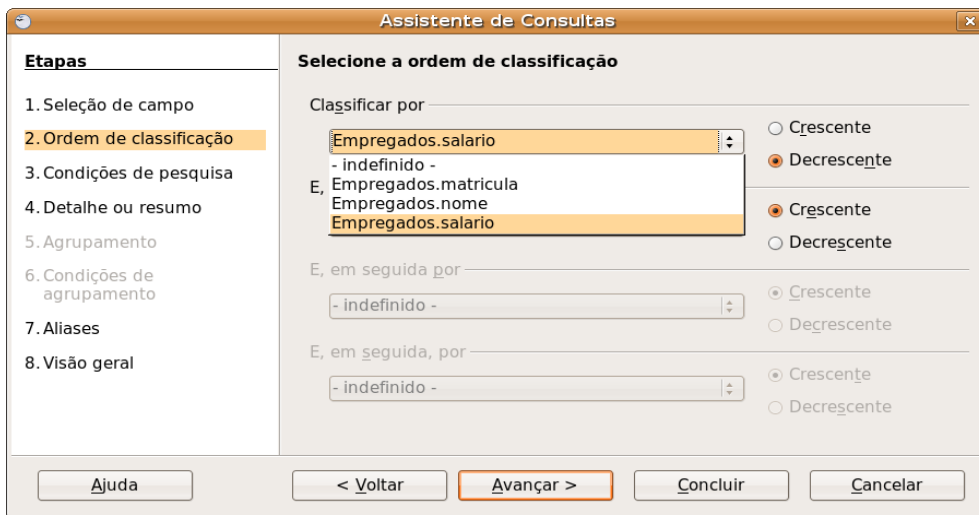 Assistente de Consultas
Etapas
1. Seleção de campo
2. Ordem de classificação
3. Condições de pesquisa
4. Detalhe ou resumo
5. Agrupamento
6. Condições de
agrupamento
7. Aliases
8. Visão geral
Selecione a ordem de classificação
Classificar por
Empregados.salario
- indefinido -
Empregados.matricula
Empregados.nome
Empregados.salario
Crescente
Decrescente
E,
Crescente
Decrescente
E, em seguida por
- indefinido -
Crescente
Decrescente
E, em seguida, por
- indefinido -
Crescente
Decrescente
Ajuda
< Voltar
Avançar >
Concluir
Cancelar